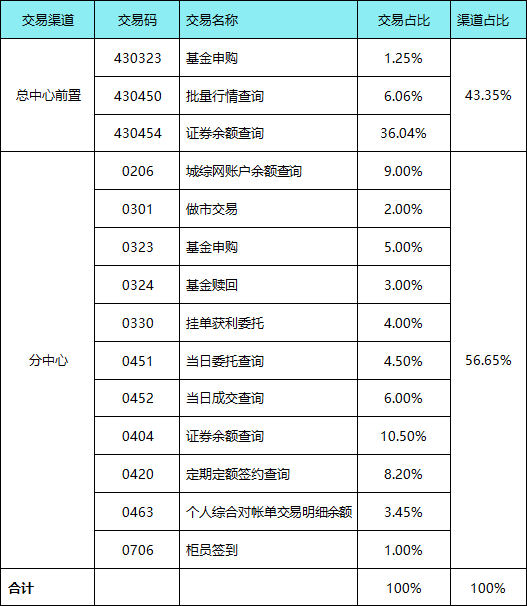 交易渠道 交易码 交易名称 交易占比 渠道占比
总中心前置 430323 基金申购 1.25% 43.35%
430450 批量行情查询 6.06%
430454 证券余额查询 36.04%
分中心 0206 城综网账户余额查询 9.00% 56.65%
0301 做市交易 2.00%
0323 基金申购 5.00%
0324 基金赎回 3.00%
0330 挂单获利委托 4.00%
0451 当日委托查询 4.50%
0452 当日成交查询 6.00%
0404 证券余额查询 10.50%
0420 定期定额签约查询 8.20%
0463 个人综合对帐单交易明细余额 3.45%
0706 柜员签到 1.00%
合计 100% 100%